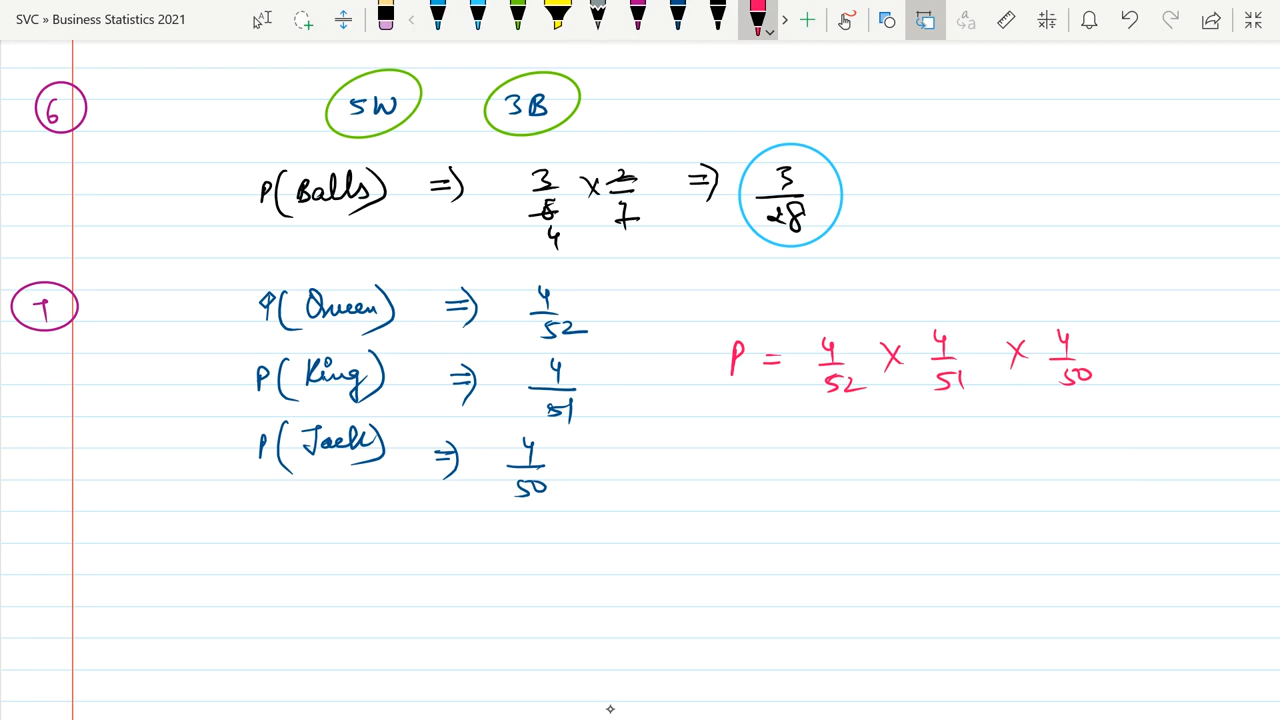 SVC » Business Statistics 2021
6
5W 3B
P(Balls) => 3/8 x 2/7 => 3/28
4
7
P(Queen) => 4/52
P(King) => 4/51
P = 4/52 x 4/51 x 4/50
P(Jack) => 4/50